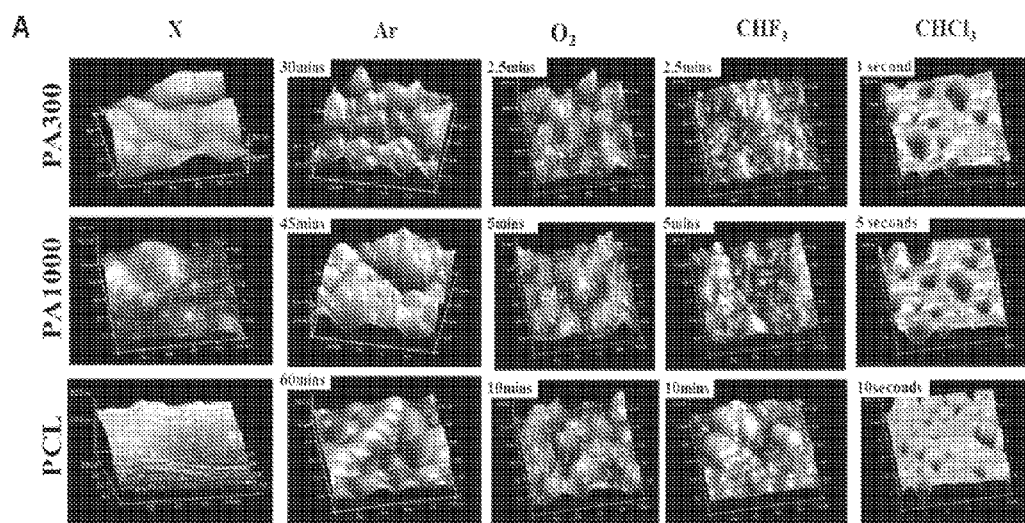 A
X Ar O₂ CHF₃ CHCl₃
PA300
30mins 2.5mins 2.5mins 1 second
PA1000
45mins 5mins 5mins 5 seconds
PCL
60mins 10mins 10mins 10seconds